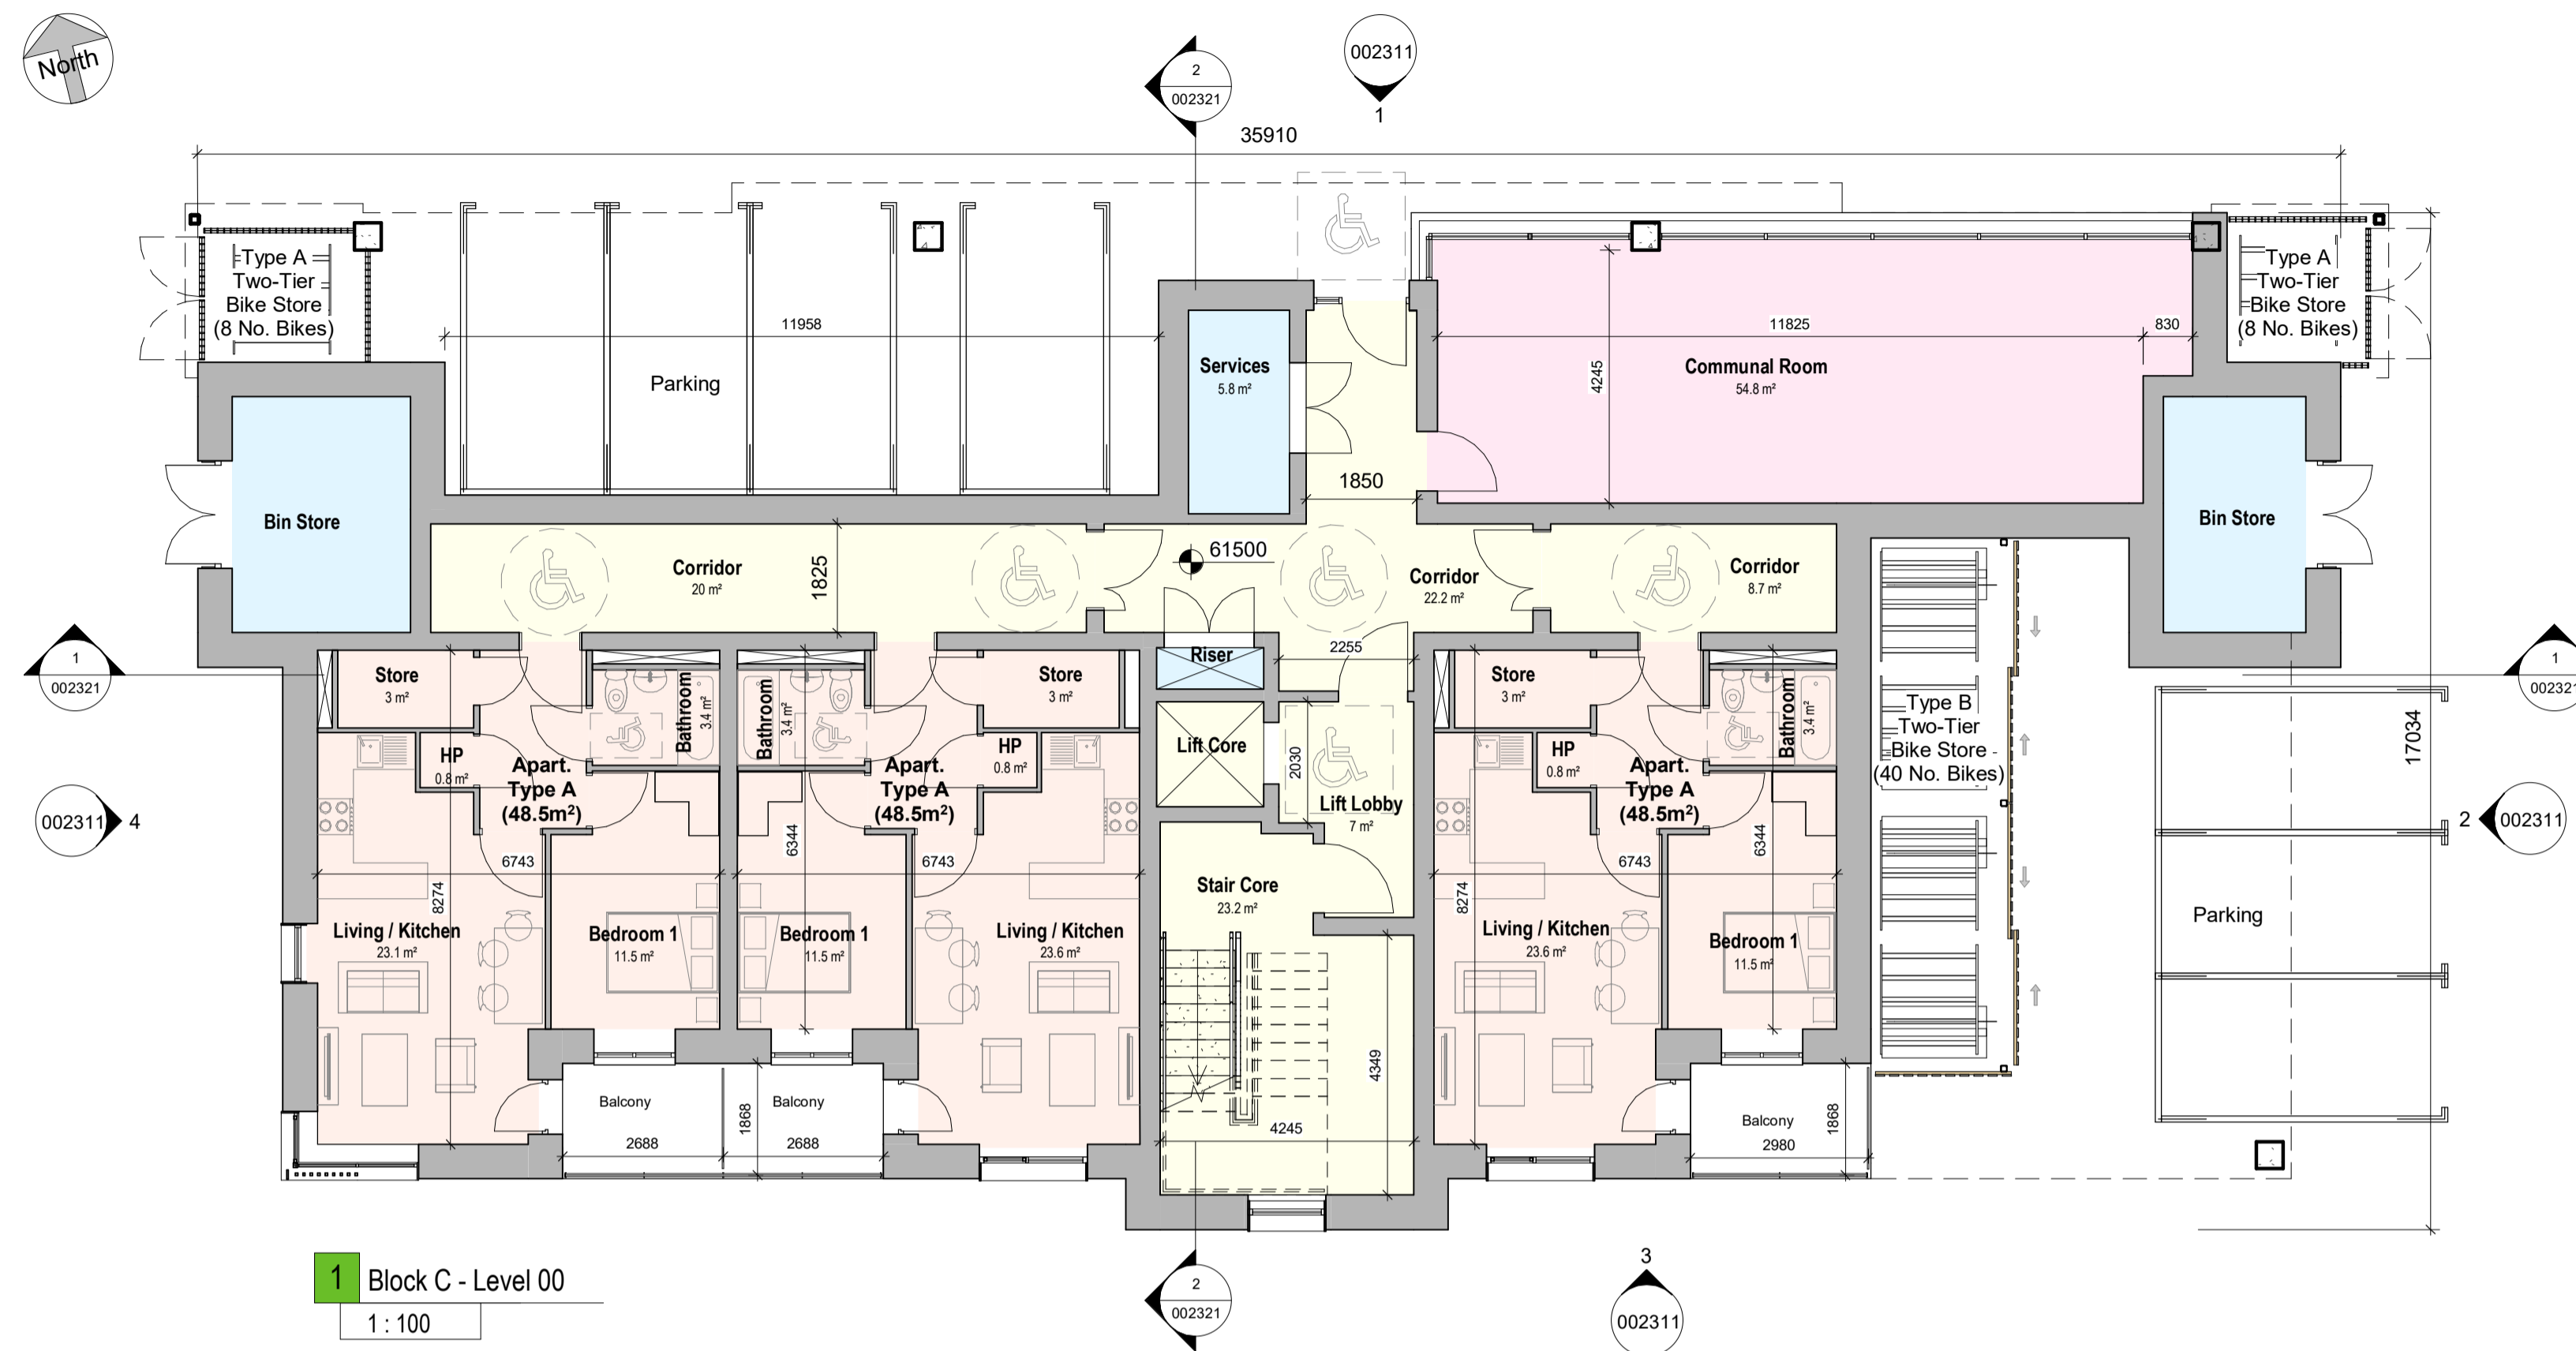 North
2
002321
002311
1
35910
Type A
Two-Tier
Bike Store
(8 No. Bikes)
Parking
11958
Services
5.8 m²
4245
11825
830
Communal Room
54.8 m²
Type A
Two-Tier
Bike Store
(8 No. Bikes)
Bin Store
1850
Bin Store
Corridor
20 m²
1825
61500
Corridor
22.2 m²
Corridor
8.7 m²
1
002321
1
002321
17034
Store
3 m²
Bathroom
3.4 m²
Bathroom
3.4 m²
Store
3 m²
Riser
2255
Store
3 m²
Bathroom
3.4 m²
Type B
Two-Tier
Bike Store
(40 No. Bikes)
HP
0.8 m²
Apart.
Type A
(48.5m²)
Apart.
Type A
(48.5m²)
HP
0.8 m²
Lift Core
2030
Lift Lobby
7 m²
HP
0.8 m²
Apart.
Type A
(48.5m²)
002311
4
2
002311
6743
8274
6344
6743
6743
8274
6344
Stair Core
23.2 m²
Parking
Living / Kitchen
23.1 m²
Bedroom 1
11.5 m²
Bedroom 1
11.5 m²
Living / Kitchen
23.6 m²
Living / Kitchen
23.6 m²
Bedroom 1
11.5 m²
4349
Balcony
Balcony
1868
2688
2688
4245
Balcony
1868
2980
1
Block C - Level 00
1 : 100
2
002321
3
002311